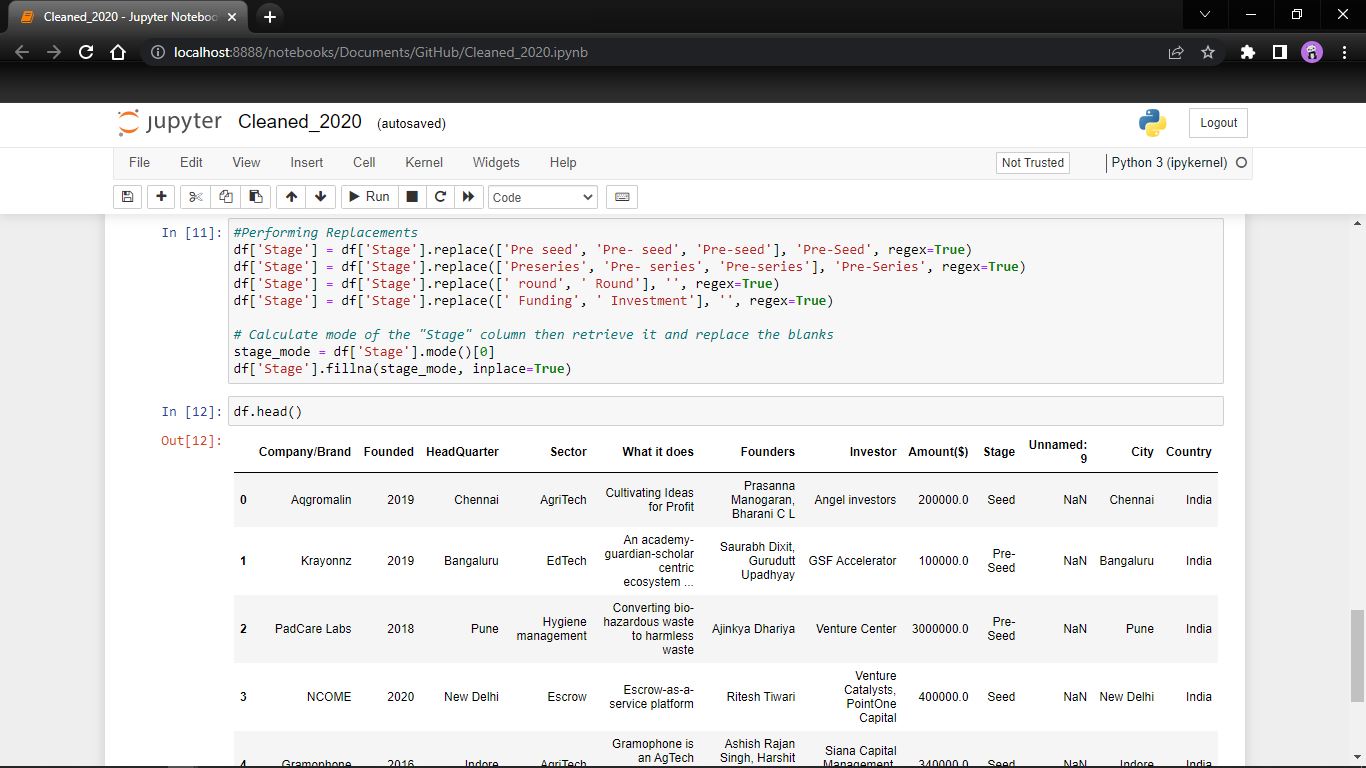 Cleaned_2020 - Jupyter Noteboo
localhost:8888/notebooks/Documents/GitHub/Cleaned_2020.ipynb
jupyter Cleaned_2020 (autosaved)
Logout
File Edit View Insert Cell Kernel Widgets Help
Not Trusted
Python 3 (ipykernel)
Run
Code
In [11]:
#Performing Replacements
df['Stage'] = df['Stage'].replace(['Pre seed', 'Pre- seed', 'Pre-seed'], 'Pre-Seed', regex=True)
df['Stage'] = df['Stage'].replace(['Preseries', 'Pre- series', 'Pre-series'], 'Pre-Series', regex=True)
df['Stage'] = df['Stage'].replace([' round', ' Round'], '', regex=True)
df['Stage'] = df['Stage'].replace([' Funding', ' Investment'], '', regex=True)
# Calculate mode of the "Stage" column then retrieve it and replace the blanks
stage_mode = df['Stage'].mode()[0]
df['Stage'].fillna(stage_mode, inplace=True)
In [12]: df.head()
Out[12]:
Company/Brand Founded HeadQuarter Sector What it does Founders Investor Amount($) Stage Unnamed: 9 City Country
0 Aqgromalin 2019 Chennai AgriTech Cultivating Ideas for Profit Prasanna Manogaran, Bharani C L Angel investors 200000.0 Seed NaN Chennai India
1 Krayonnz 2019 Bangaluru EdTech An academy-guardian-scholar centric ecosystem ... Saurabh Dixit, Gurudutt Upadhyay GSF Accelerator 100000.0 Pre-Seed NaN Bangaluru India
2 PadCare Labs 2018 Pune Hygiene management Converting bio-hazardous waste to harmless waste Ajinkya Dhariya Venture Center 3000000.0 Pre-Seed NaN Pune India
3 NCOME 2020 New Delhi Escrow Escrow-as-a-service platform Ritesh Tiwari Venture Catalysts, PointOne Capital 400000.0 Seed NaN New Delhi India
4 Gramophone 2016 Indore AgriTech Gramophone is an AgTech Ashish Rajan Singh, Harshit Siana Capital Management, 340000.0 Seed NaN Indore India